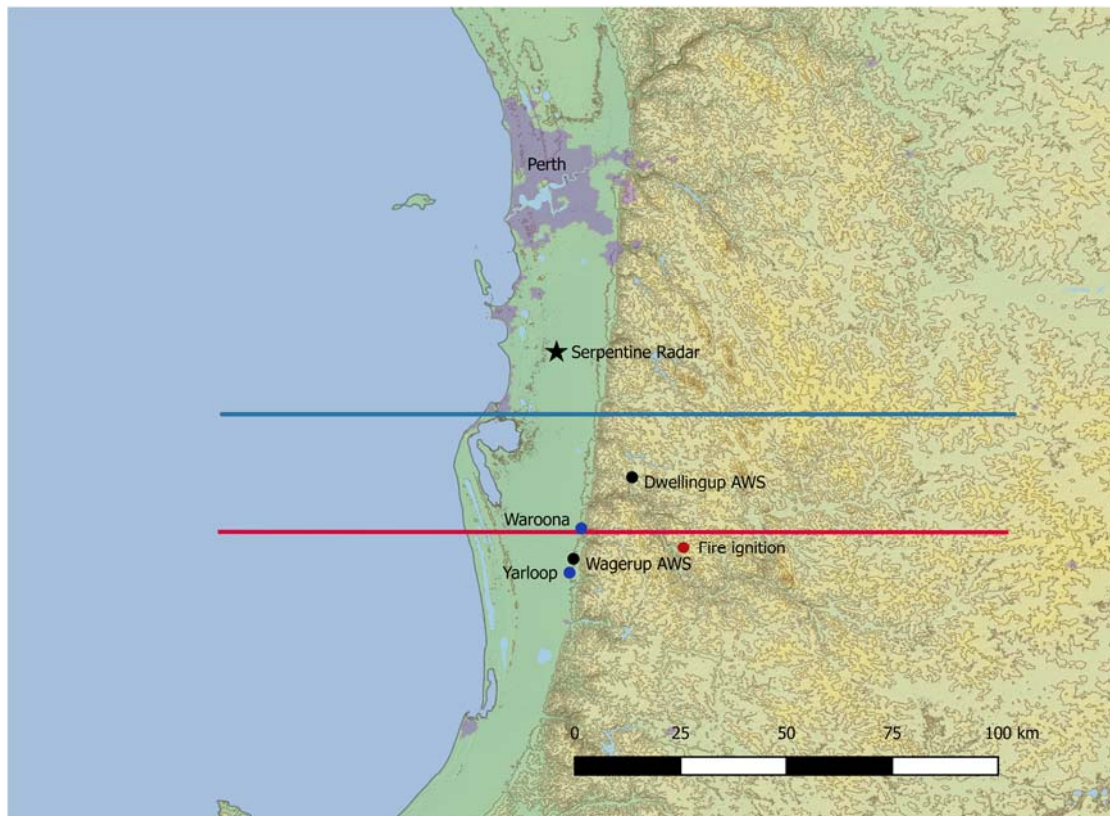 Perth
Serpentine Radar
Dwellingup AWS
Waroona
Fire ignition
Wagerup AWS
Yarloop
0 25 50 75 100 km